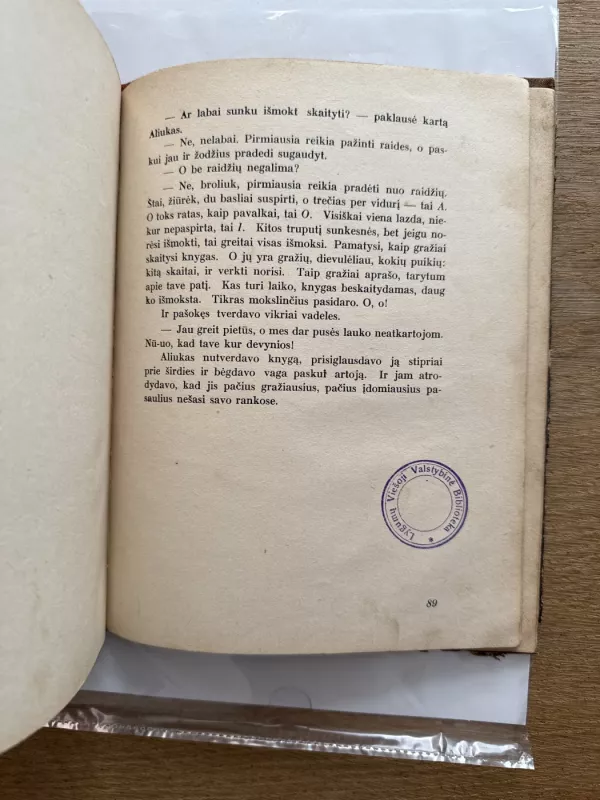 — Ar labai sunku išmokt skaityti? — paklausė kartą
Aliukas.
— Ne, nelabai. Pirmiausia reikia pažinti raides, o pas-
kui jau ir žodžius pradedi sugaudyt.
— O be raidžių negalima?
— Ne, broliuk, pirmiausia reikia pradėti nuo raidžių.
Štai, žiūrėk, du basliai suspirti, o trečias per vidurį — tai A.
O toks ratas, kaip pavalkai, tai O. Visiškai viena lazda, nie-
kur nepaspirta, tai I. Kitos truputį sunkesnės, bet jeigu no-
rėsi išmokti, tai greitai visas išmoksi. Pamatysi, kaip gražiai
skaitysi knygas. O jų yra gražių, dievulėliau, kokių puikių:
kitą skaitai, ir verkti norisi. Taip gražiai aprašo, tarytum
apie tave patį. Kas turi laiko, knygas beskaitydamas, daug
ko išmoksta. Tikras mokslinčius pasidaro. O, o!
Ir pašokęs tverdavo vikriai vadeles.
— Jau greit pietūs, o mes dar pusės lauko neatkartojom.
Nū-uo, kad tave kur devynios!
Aliukas nutverdavo knygą, prisiglausdavo ją stipriai
prie širdies ir bėgdavo vaga paskui artoją. Ir jam atro-
dydavo, kad jis pačius gražiausius, pačius įdomiausius pa-
saulius nešasi savo rankose.
Lygumų Viešoji Valstybinė Biblioteka *
89